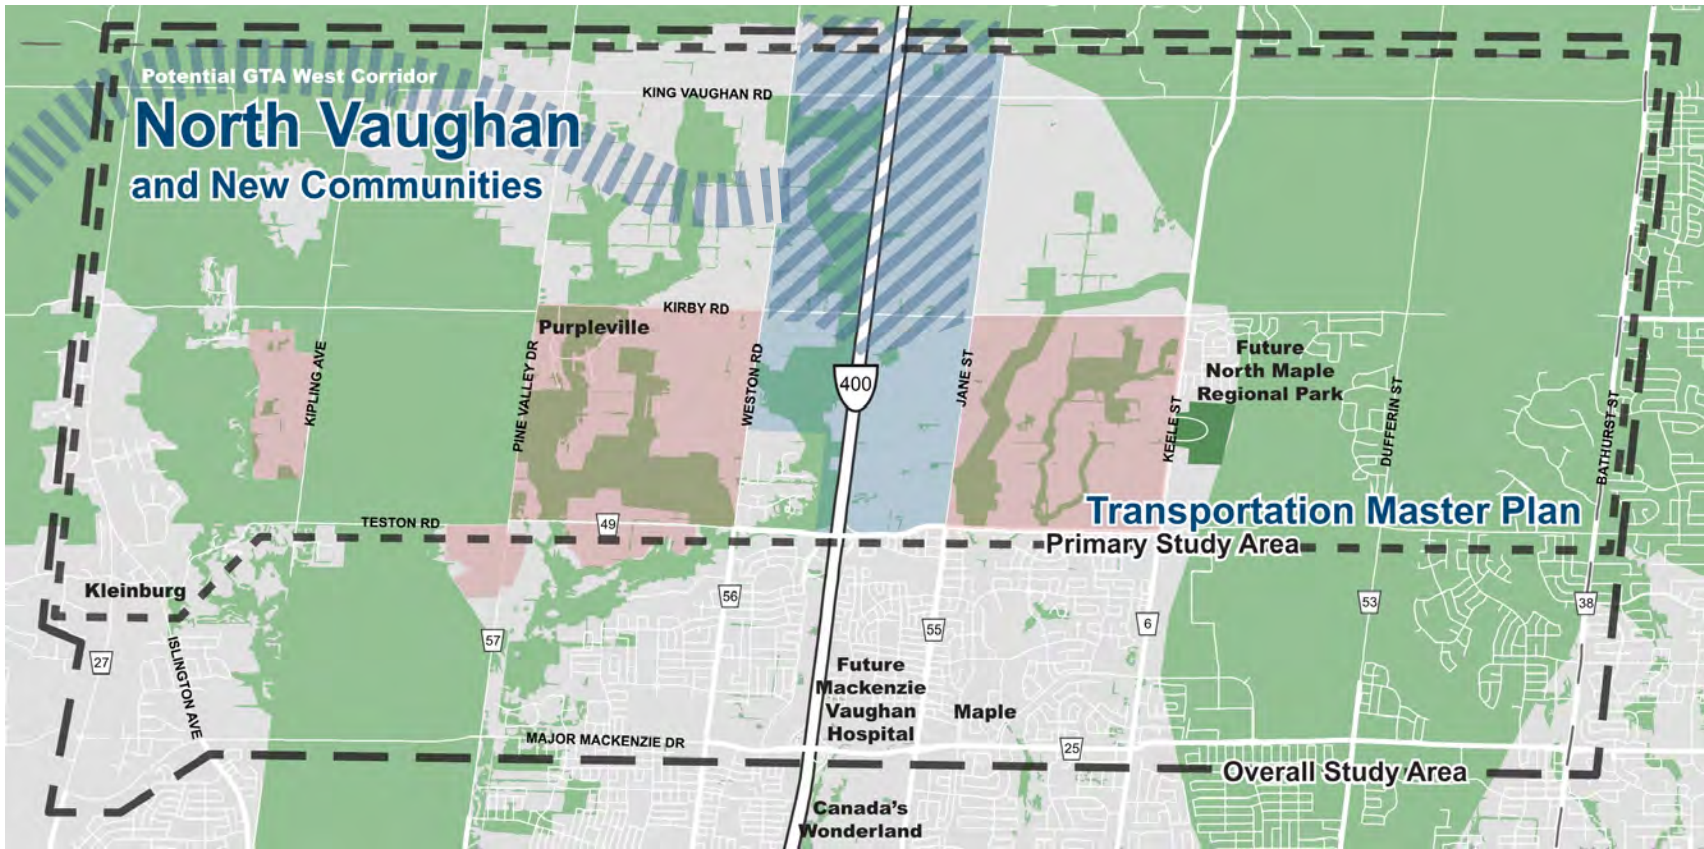 Potential GTA West Corridor
North Vaughan
and New Communities
KING VAUGHAN RD
KIRBY RD
Purpleville
KIPLING AVE
PINE VALLEY DR
WESTON RD
400
JANE ST
KEELE ST
Future
North Maple
Regional Park
DUFFERIN ST
BATHURST ST
TESTON RD
49
Transportation Master Plan
Primary Study Area
Kleinburg
27
ISLINGTON AVE
57
56
55
6
53
38
Future
Mackenzie
Vaughan
Hospital
Maple
MAJOR MACKENZIE DR
25
Overall Study Area
Canada's
Wonderland